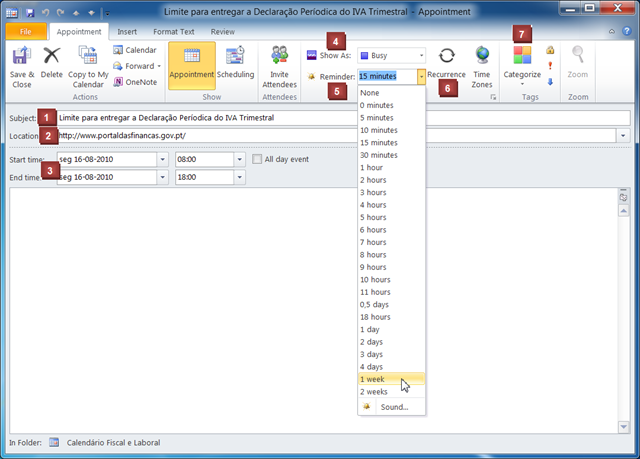 Limite para entregar a Declaração Períodica do IVA Trimestral - Appointment
File Appointment Insert Format Text Review
Save & Close
Delete
Copy to My Calendar
Calendar
Forward
OneNote
Actions
Appointment
Scheduling
Show
Invite Attendees
Attendees
4
Show As: Busy
Reminder: 15 minutes
5
Recurrence
6
Time Zones
7
Categorize
Tags
Zoom
Zoom
None
0 minutes
5 minutes
10 minutes
15 minutes
30 minutes
1 hour
2 hours
3 hours
4 hours
5 hours
6 hours
7 hours
8 hours
9 hours
10 hours
11 hours
0,5 days
18 hours
1 day
2 days
3 days
4 days
1 week
2 weeks
Sound...
Subject: 1 Limite para entregar a Declaração Períodica do IVA Trimestral
Location: 2 http://www.portaldasfinancas.gov.pt/
Start time: seg 16-08-2010 08:00 All day event
3
End time: seg 16-08-2010 18:00
In Folder: Calendário Fiscal e Laboral